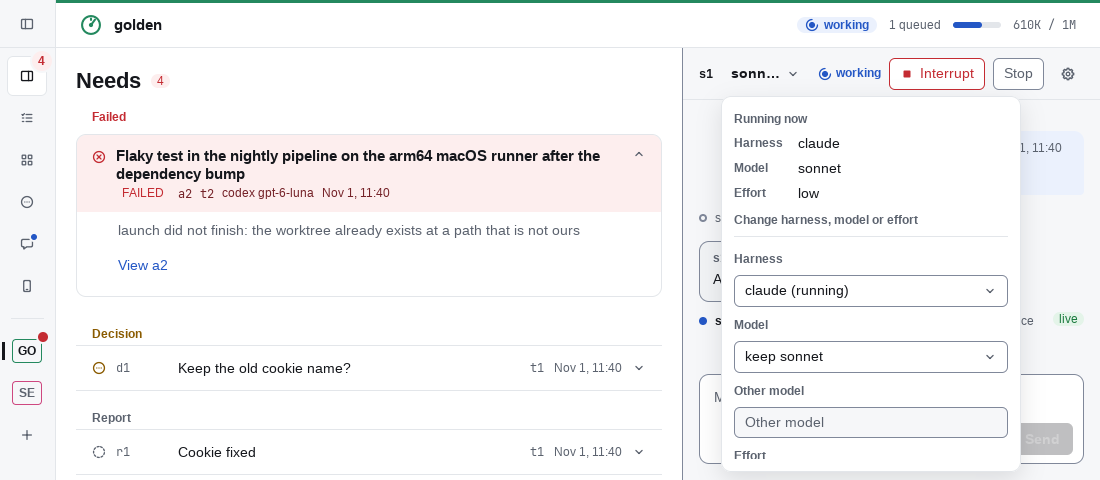 golden
working
1 queued
610K / 1M
4
GO
SE
Needs 4
Failed
Flaky test in the nightly pipeline on the arm64 macOS runner after the
dependency bump
FAILED a2 t2 codex gpt-6-luna Nov 1, 11:40
launch did not finish: the worktree already exists at a path that is not ours
View a2
Decision
d1 Keep the old cookie name? t1 Nov 1, 11:40
Report
r1 Cookie fixed t1 Nov 1, 11:40
s1 sonn... working Interrupt Stop
Running now
Harness claude
Model sonnet
Effort low
Change harness, model or effort
Harness
claude (running)
Model
keep sonnet
Other model
Other model
Effort
1, 11:40
live
Send